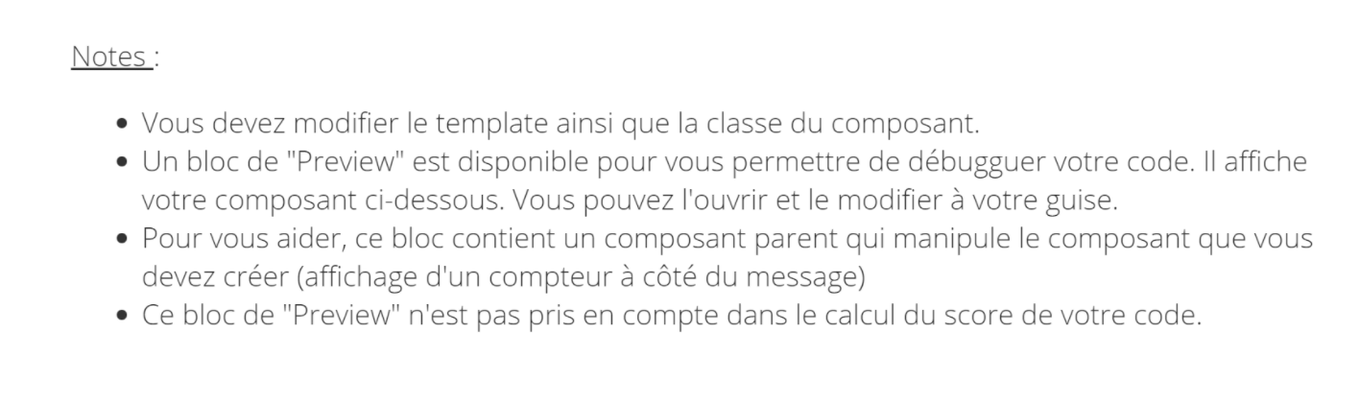 Notes :
• Vous devez modifier le template ainsi que la classe du composant.
• Un bloc de "Preview" est disponible pour vous permettre de débugguer votre code. Il affiche
votre composant ci-dessous. Vous pouvez l'ouvrir et le modifier à votre guise.
• Pour vous aider, ce bloc contient un composant parent qui manipule le composant que vous
devez créer (affichage d'un compteur à côté du message)
• Ce bloc de "Preview" n'est pas pris en compte dans le calcul du score de votre code.